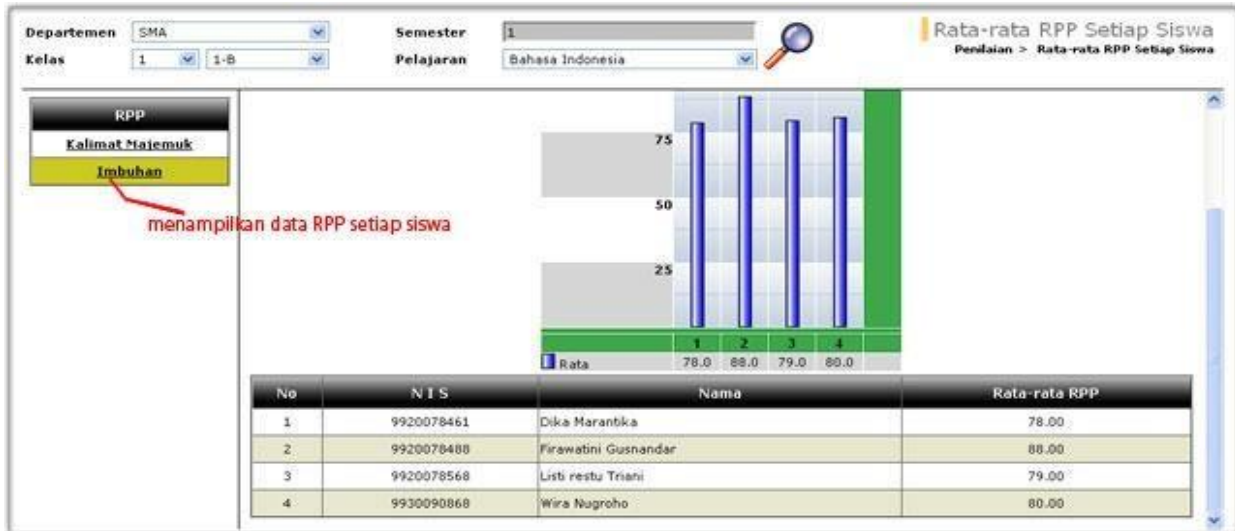 Departemen SMA Semester 1 Rata-rata RPP Setiap Siswa
Kelas 1 1-B Pelajaran Bahasa Indonesia Penilaian > Rata-rata RPP Setiap Siswa
RPP
Kalimat Majemuk
Imbuhan
menampilkan data RPP setiap siswa
75
50
25
1 2 3 4
Rata 78.0 88.0 79.0 80.0
No NIS Nama Rata-rata RPP
1 9920078461 Dika Marantika 78.00
2 9920078488 Firawatini Gusnandar 88.00
3 9920078568 Listi restu Triani 79.00
4 9930090868 Wira Nugroho 80.00